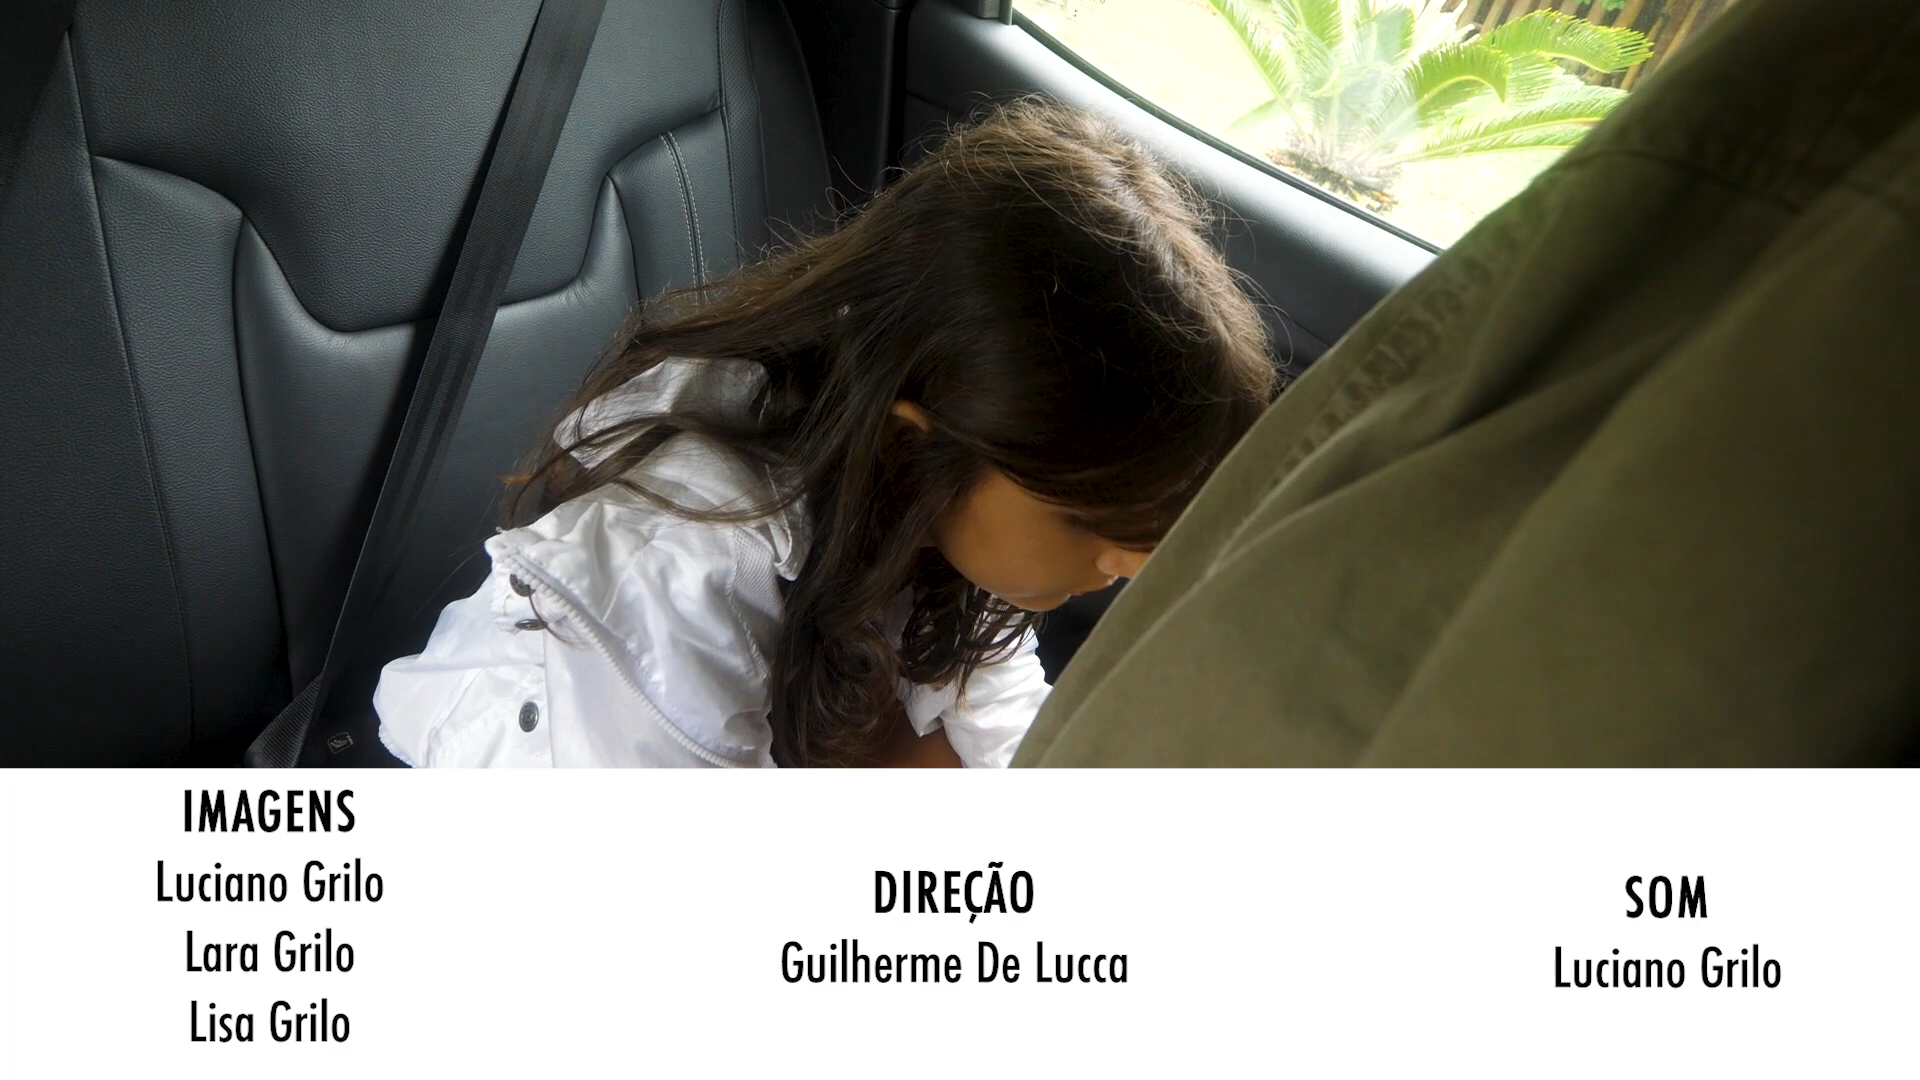 IMAGENS
Luciano Grilo
Lara Grilo
Lisa Grilo
DIREÇÃO
Guilherme De Lucca
SOM
Luciano Grilo